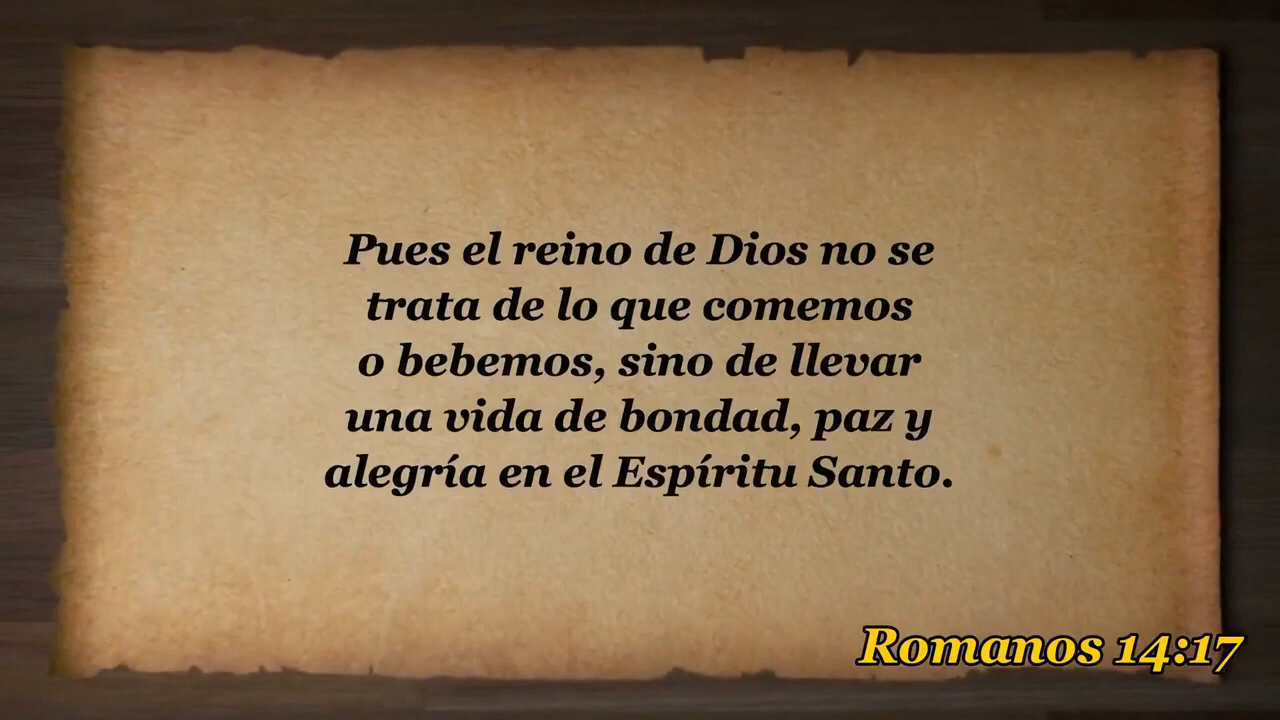 Pues el reino de Dios no se
trata de lo que comemos
o bebemos, sino de llevar
una vida de bondad, paz y
alegría en el Espíritu Santo.
Romanos 14:17